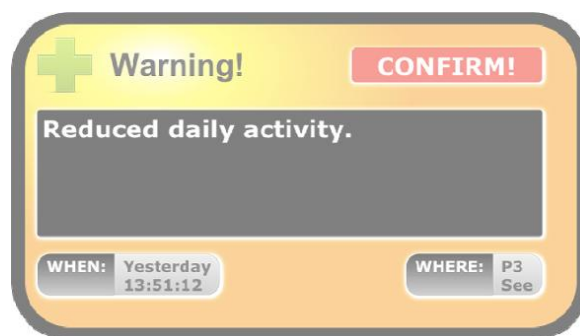 Warning!
CONFIRM!
Reduced daily activity.
WHEN: Yesterday
13:51:12
WHERE: P3
See